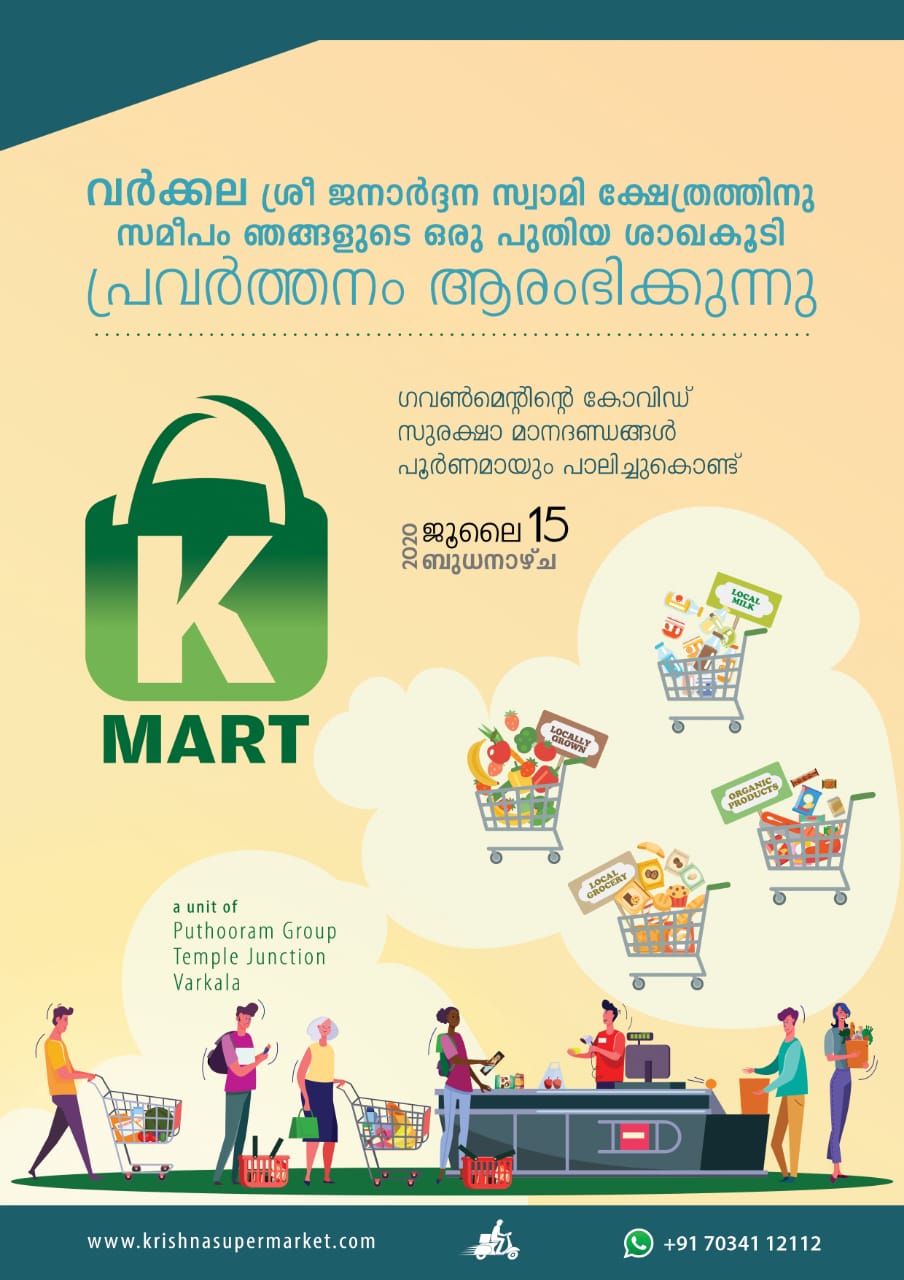 വർക്കല ശ്രീ ജനാർദ്ദന സ്വാമി ക്ഷേത്രത്തിനു
സമീപം ഞങ്ങളുടെ ഒരു പുതിയ ശാഖകൂടി
പ്രവർത്തനം ആരംഭിക്കുന്നു
ഗവൺമെന്റിന്റെ കോവിഡ്
സുരക്ഷാ മാനദണ്ഡങ്ങൾ
പൂർണമായും പാലിച്ചുകൊണ്ട്
2020
ജൂലൈ 15
ബുധനാഴ്ച
K
MART
LOCAL
MILK
LOCALLY
GROWN
ORGANIC
PRODUCTS
LOCAL
GROCERY
a unit of
Puthooram Group
Temple Junction
Varkala
www.krishnasupermarket.com
+91 70341 12112